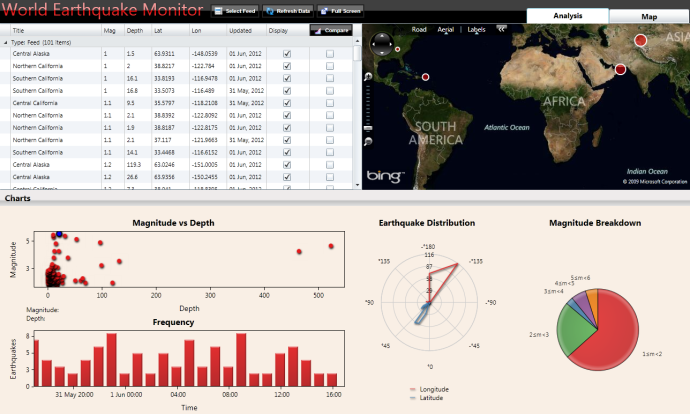 World Earthquake Monitor
Select Feed Refresh Data Full Screen
Analysis Map
Title Mag Depth Lat Lon Updated Display Compare
Type: Feed (101 items)
Central Alaska 1 1.5 63.9311 -148.0539 01 Jun, 2012
Northern California 1 2 38.8217 -122.784 01 Jun, 2012
Southern California 1 16.1 33.8193 -116.9478 01 Jun, 2012
Southern California 1 16.8 33.5073 -116.489 31 May, 2012
Central California 1.1 9.5 35.5797 -118.2108 31 May, 2012
Northern California 1.1 2.1 38.8392 -122.8092 01 Jun, 2012
Northern California 1.1 1.9 38.8187 -122.8175 01 Jun, 2012
Northern California 1.1 2.1 37.117 -121.9663 31 May, 2012
Southern California 1.1 14.1 33.4468 -116.6152 01 Jun, 2012
Central Alaska 1.2 119.3 63.0246 -151.0005 01 Jun, 2012
Central Alaska 1.2 26.6 63.9356 -150.2455 01 Jun, 2012
Road Aerial Labels
ASIA
AFRICA
SOUTH AMERICA
Atlantic Ocean
Indian Ocean
bing
© 2009 Microsoft Corporation
Charts
Magnitude vs Depth
Magnitude
5
3
0 100 200 300 400 500
Depth
Magnitude:
Depth:
Frequency
Earthquakes
8
5
3
0
31 May 20:00 1 Jun 00:00 04:00 08:00 12:00 16:00
Time
Earthquake Distribution
-°180
116
87
58
29
°135 -°135
°90 -°90
°45 -°45
°0
Longitude
Latitude
Magnitude Breakdown
5≤m<6
4≤m<5
3≤m<4
2≤m<3
1≤m<2